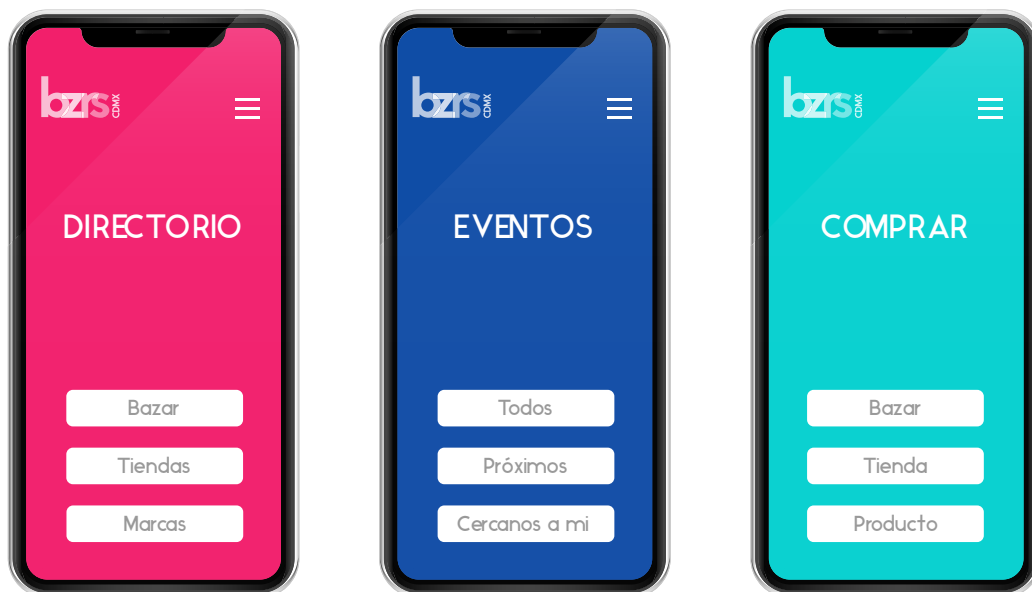 bzrs CDMX
DIRECTORIO
Bazar
Tiendas
Marcas
bzrs CDMX
EVENTOS
Todos
Próximos
Cercanos a mi
bzrs CDMX
COMPRAR
Bazar
Tienda
Producto